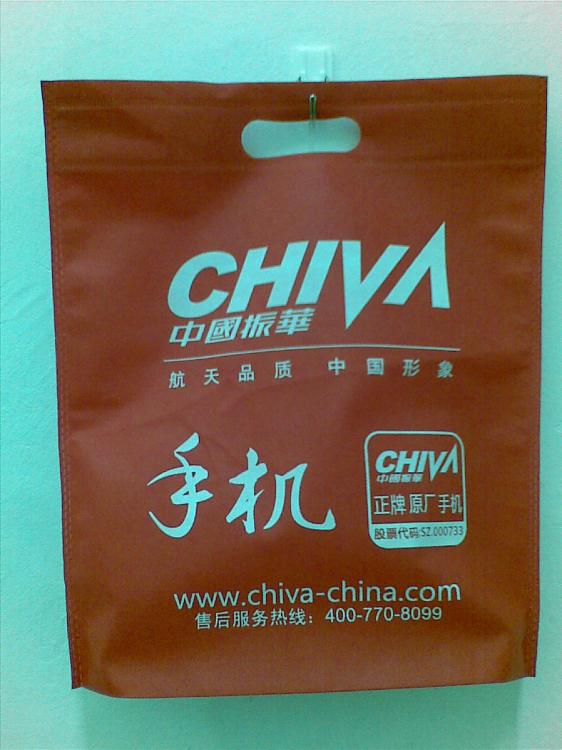 CHIVA
中國振華
航天品质 中国形象
手机
CHIVA
中國振華
正牌 原厂 手机
股票代码:SZ.000733
www.chiva-china.com
售后服务热线：400-770-8099